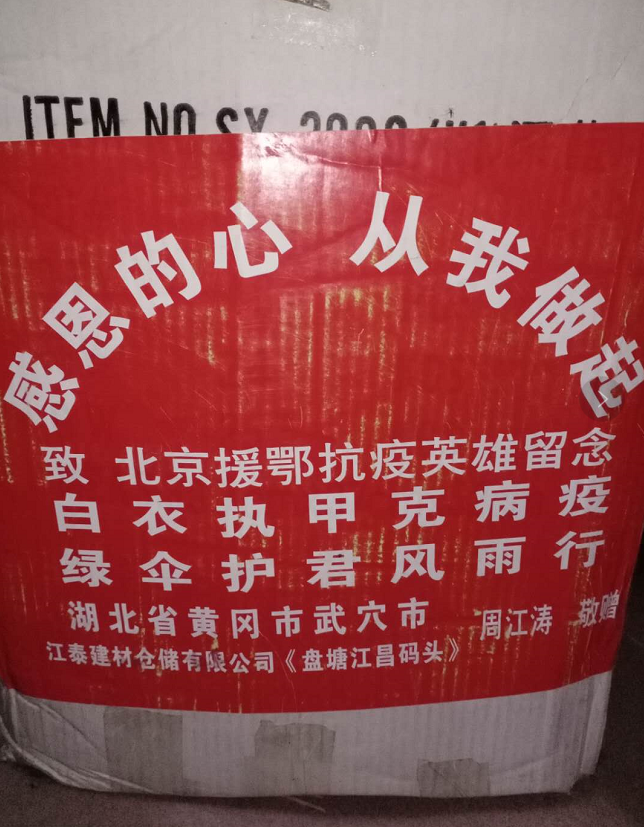 ITEM NO.SX
感恩的心 从我做起
致 北京援鄂抗疫英雄留念
白衣执甲克病疫
绿伞护君风雨行
湖北省黄冈市武穴市 周江涛 敬赠
江泰建材仓储有限公司《盘塘江昌码头》